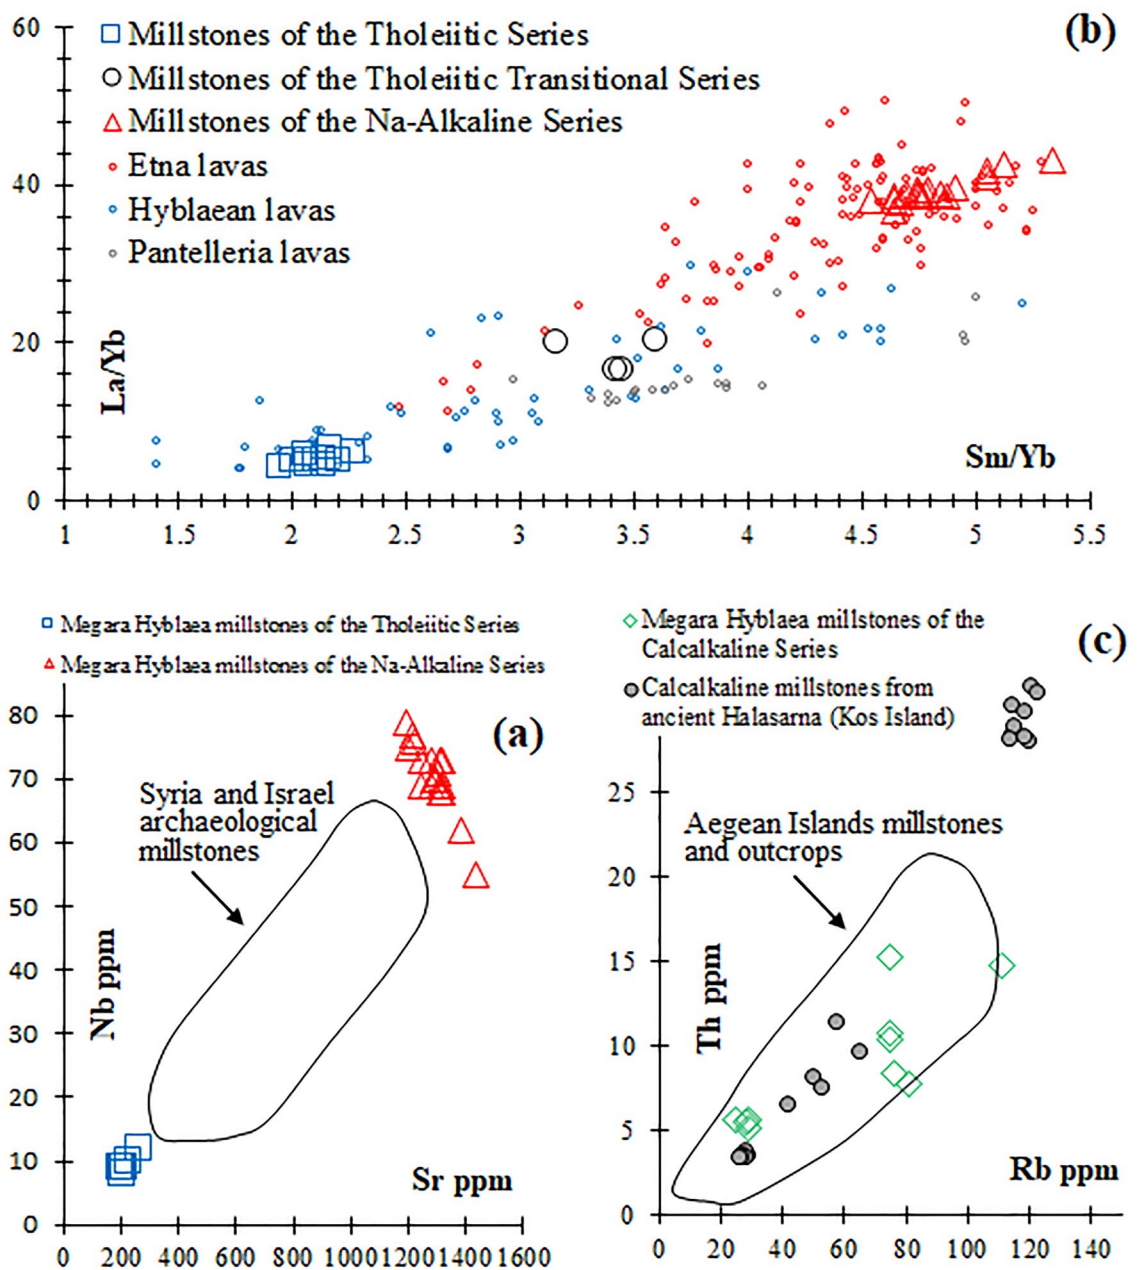 (b)
Millstones of the Tholeiitic Series
Millstones of the Tholeiitic Transitional Series
Millstones of the Na-Alkaline Series
Etna lavas
Hyblaean lavas
Pantelleria lavas
60
40
20
0
La/Yb
Sm/Yb
1 1.5 2 2.5 3 3.5 4 4.5 5 5.5
Megara Hyblaea millstones of the Tholeiitic Series
Megara Hyblaea millstones of the Na-Alkaline Series
(a)
80
70
60
50
40
30
20
10
0
Syria and Israel
archaeological
millstones
Nb ppm
Sr ppm
0 200 400 600 800 1000 1200 1400 1600
Megara Hyblaea millstones of the
Calcalkaline Series
Calcalkaline millstones from
ancient Halasarna (Kos Island)
(c)
25
20
15
10
5
0
Aegean Islands millstones
and outcrops
Th ppm
Rb ppm
0 20 40 60 80 100 120 140